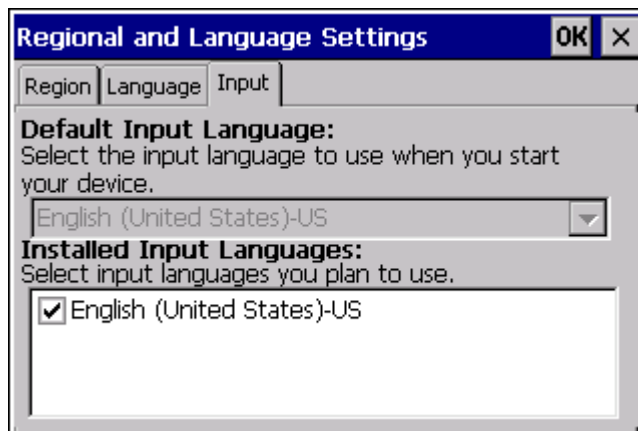 Regional and Language Settings OK ×
Region Language Input
Default Input Language:
Select the input language to use when you start
your device.
English (United States)-US
Installed Input Languages:
Select input languages you plan to use.
English (United States)-US